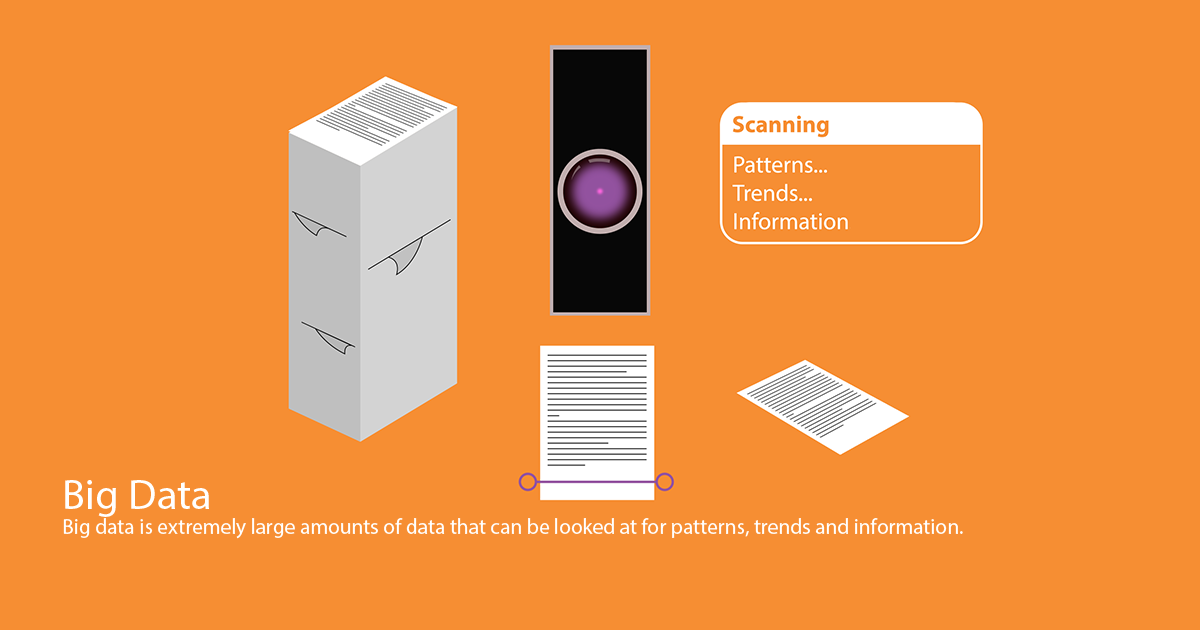 Scanning
Patterns...
Trends...
Information
Big Data
Big data is extremely large amounts of data that can be looked at for patterns, trends and information.